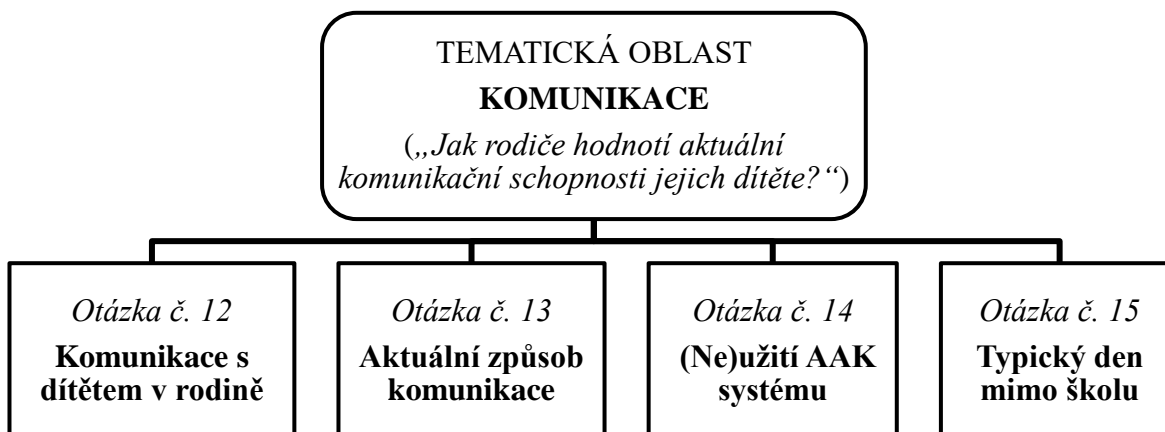 TEMATICKÁ OBLAST
KOMUNIKACE
(„Jak rodiče hodnotí aktuální
komunikační schopnosti jejich dítěte?“)
Otázka č. 12
Komunikace s
dítětem v rodině
Otázka č. 13
Aktuální způsob
komunikace
Otázka č. 14
(Ne)užití AAK
systému
Otázka č. 15
Typický den
mimo školu